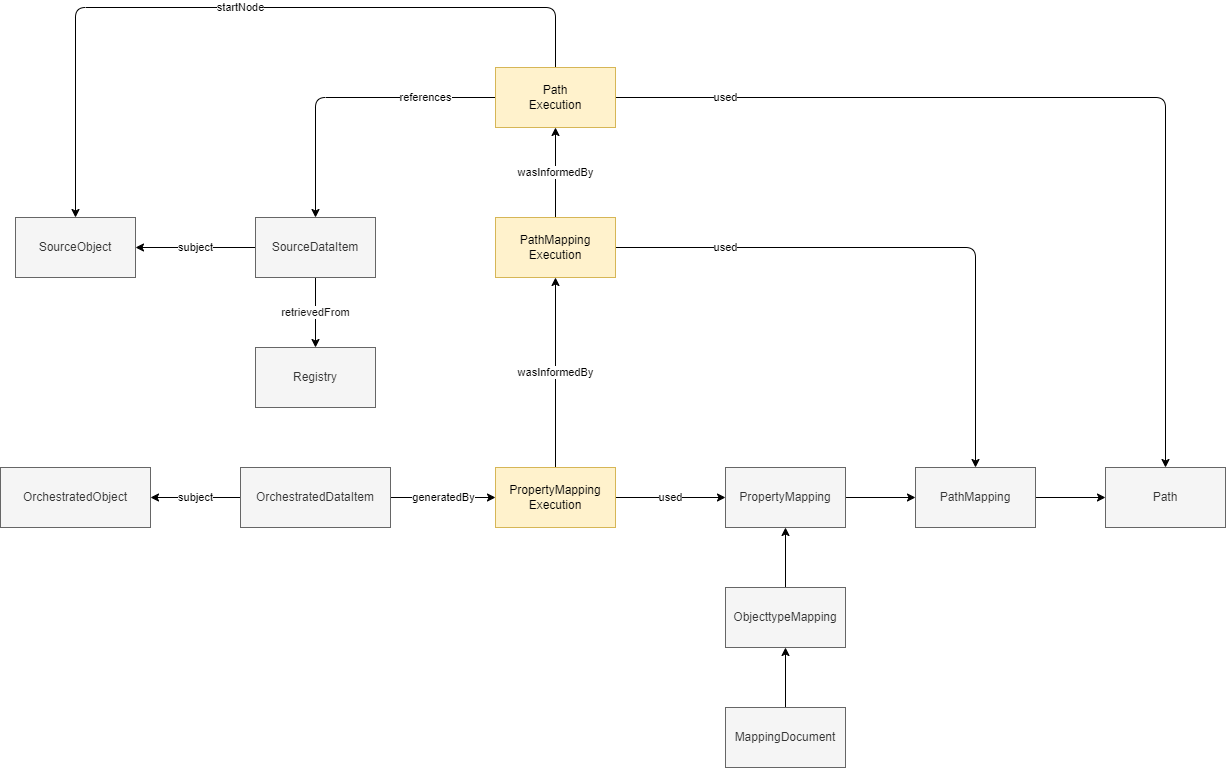 startNode
Path
Execution
references
used
wasInformedBy
SourceObject
subject
SourceDataItem
PathMapping
Execution
used
retrievedFrom
Registry
wasInformedBy
OrchestratedObject
subject
OrchestratedDataItem
generatedBy
PropertyMapping
Execution
used
PropertyMapping
PathMapping
Path
ObjecttypeMapping
MappingDocument